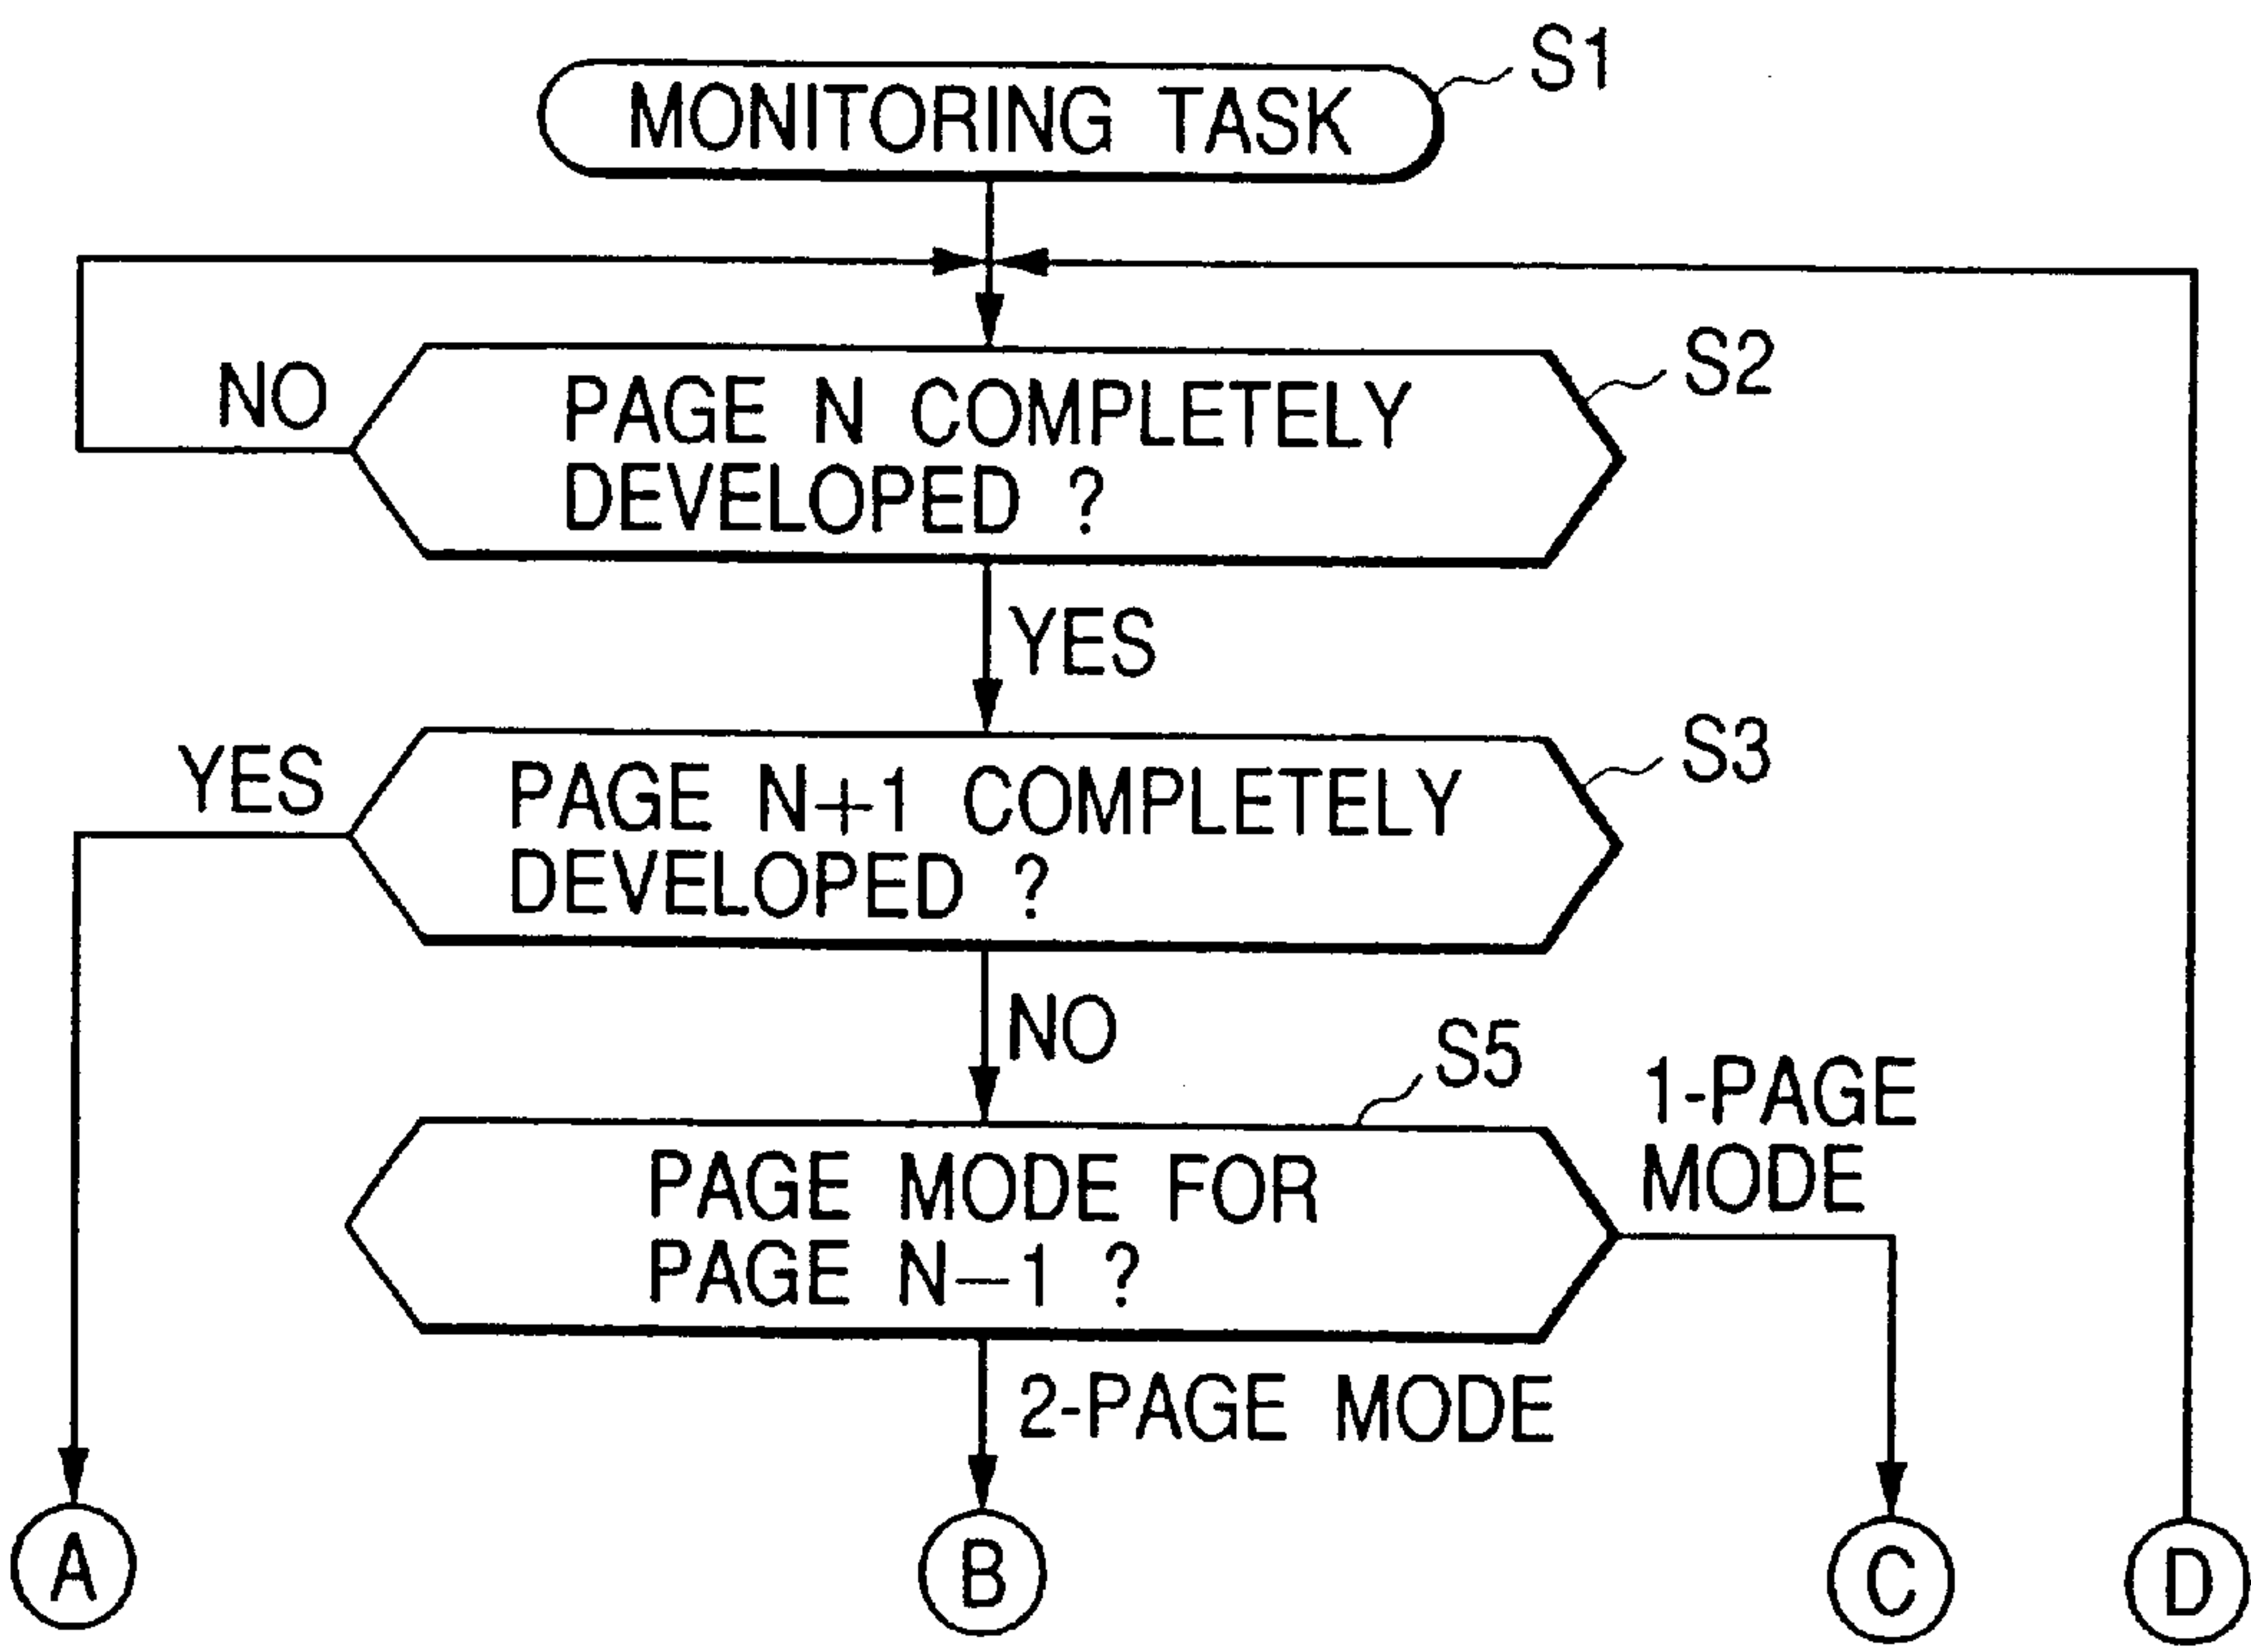 S1
MONITORING TASK
S2
NO
PAGE N COMPLETELY
DEVELOPED ?
YES
S3
YES
PAGE N+1 COMPLETELY
DEVELOPED ?
NO
S5
1-PAGE
MODE
PAGE MODE FOR
PAGE N−1 ?
2-PAGE MODE
A
B
C
D